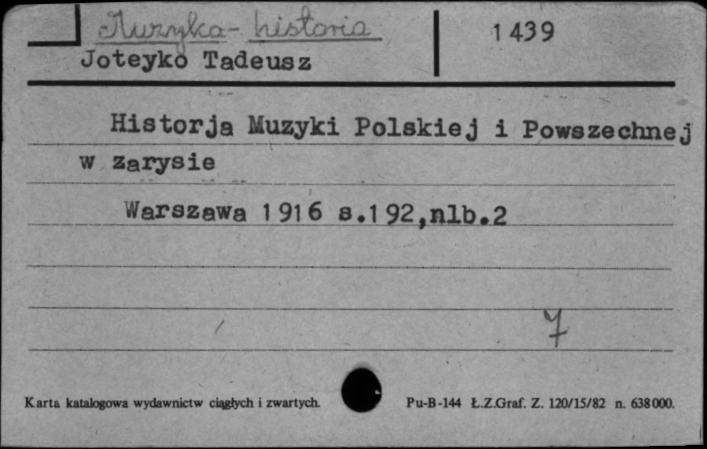 Muzyka - historia
1439
Joteyko Tadeusz
Historja Muzyki Polskiej i Powszechnej
w zarysie
Warszawa 1916 s.192,nlb.2
7
Karta katalogowa wydawnictw ciągłych i zwartych.
Pu-B-144 Ł.Z.Graf. Z. 120/15/82 n. 638000.